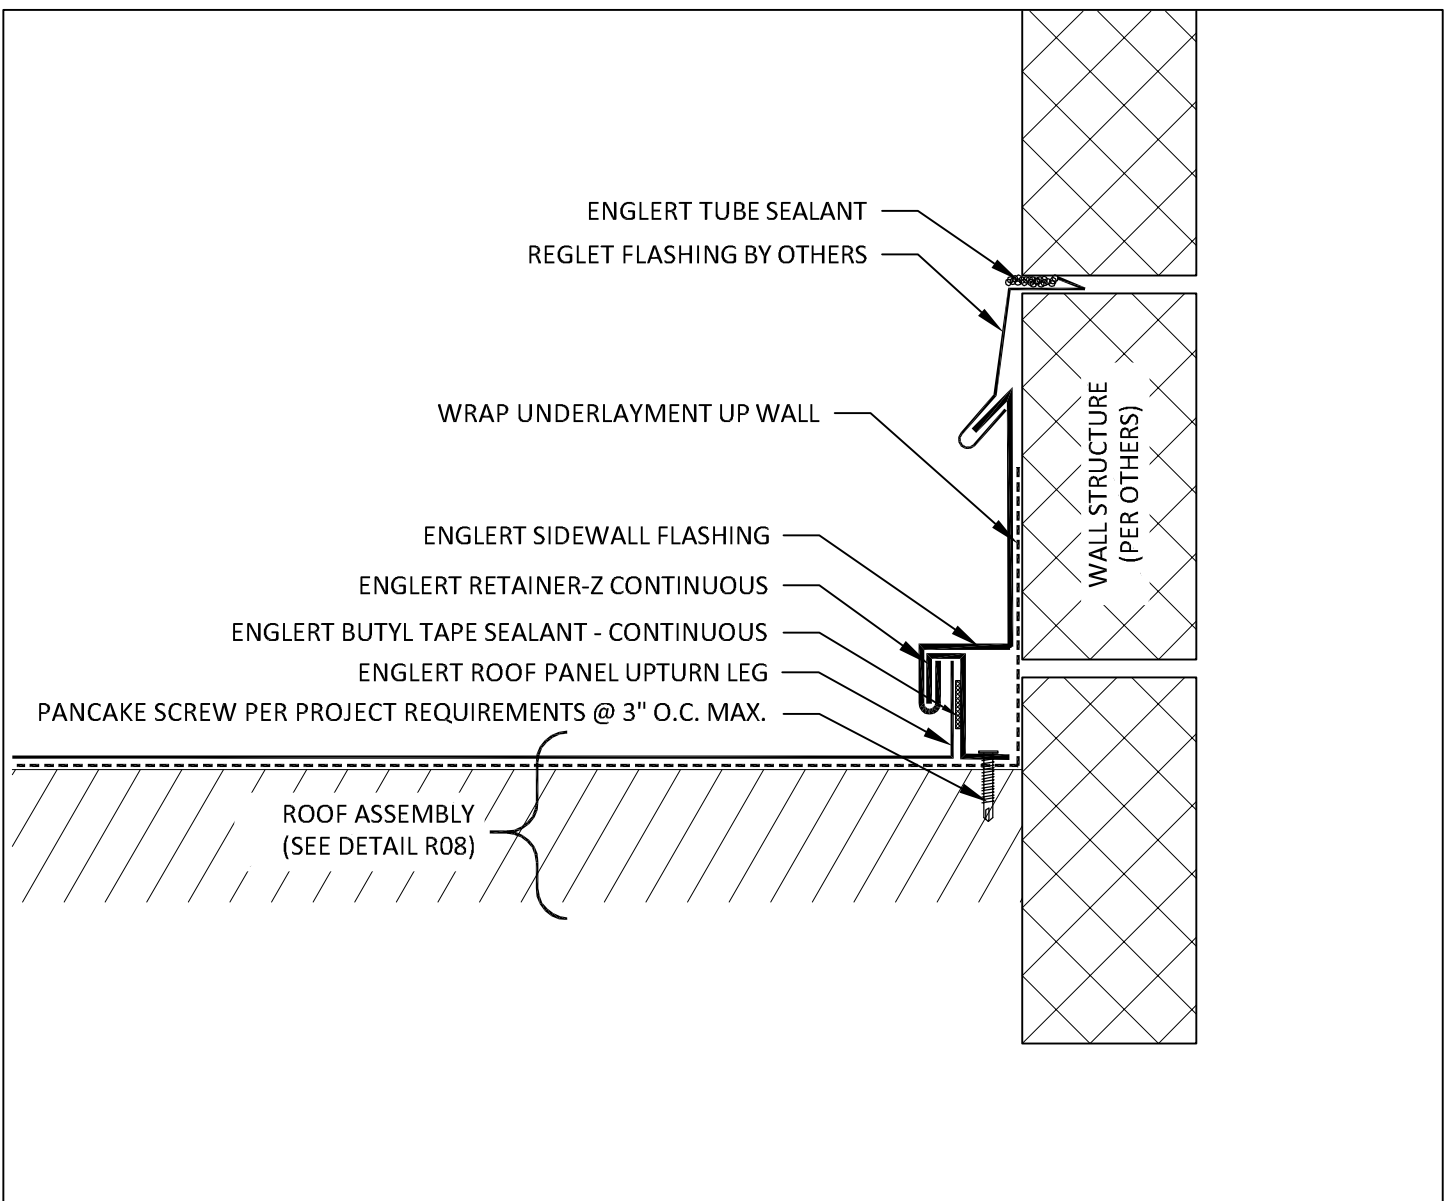 ENGLERT TUBE SEALANT
REGLET FLASHING BY OTHERS
WRAP UNDERLAYMENT UP WALL
WALL STRUCTURE
(PER OTHERS)
ENGLERT SIDEWALL FLASHING
ENGLERT RETAINER-Z CONTINUOUS
ENGLERT BUTYL TAPE SEALANT - CONTINUOUS
ENGLERT ROOF PANEL UPTURN LEG
PANCAKE SCREW PER PROJECT REQUIREMENTS @ 3" O.C. MAX.
ROOF ASSEMBLY
(SEE DETAIL R08)